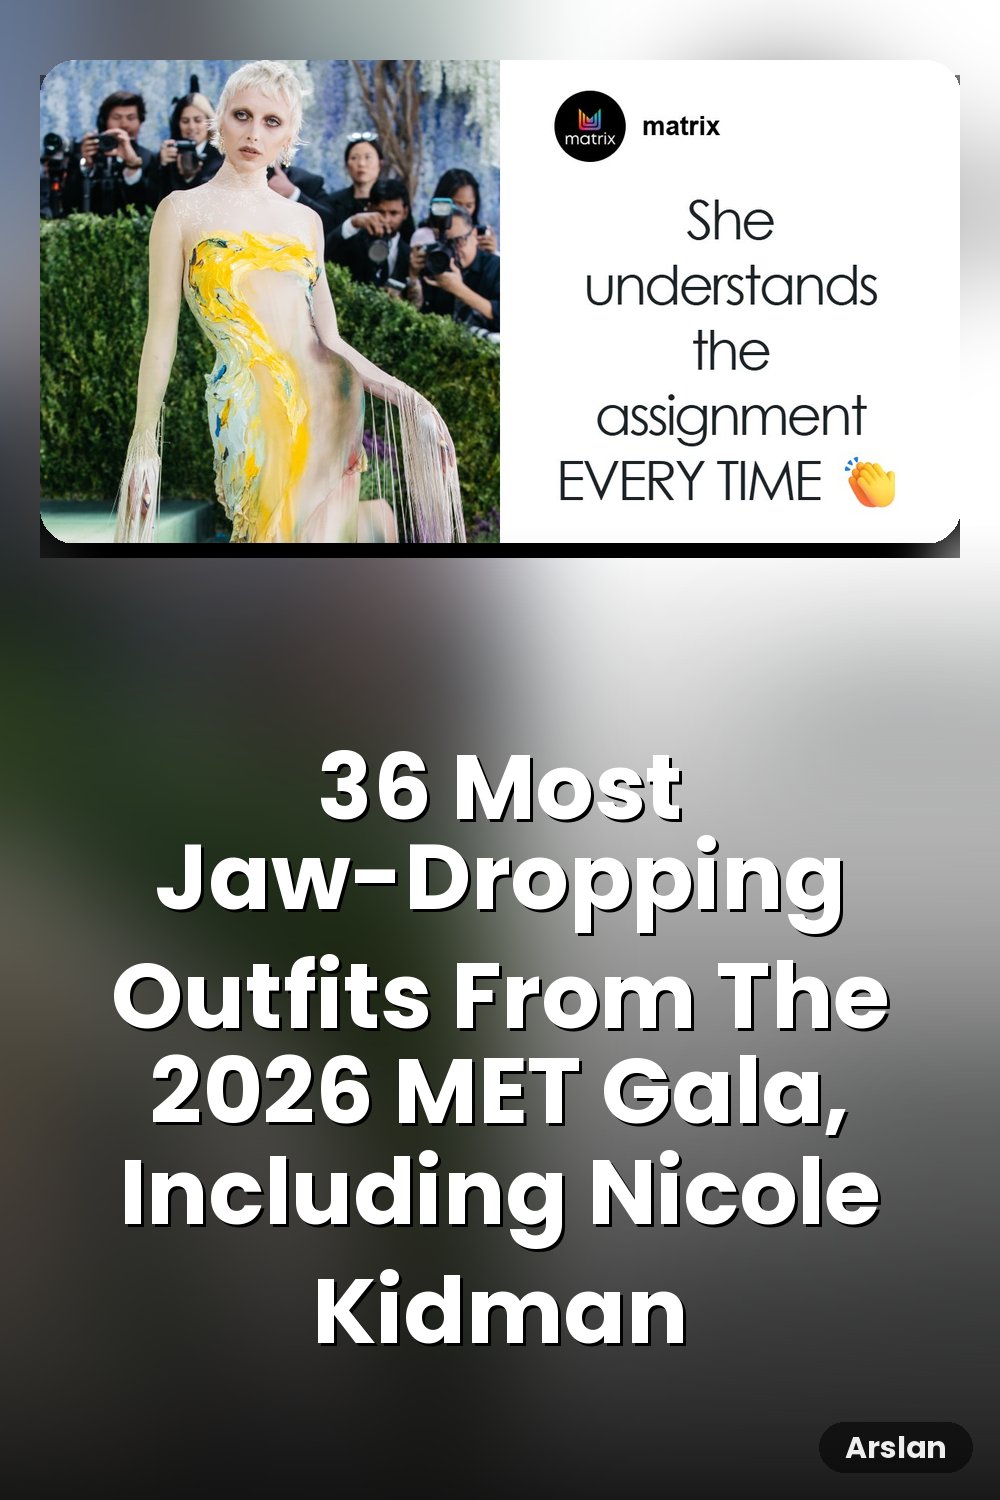 matrix
matrix
She
understands
the
assignment
EVERY TIME 👏
36 Most
Jaw-Dropping
Outfits From The
2026 MET Gala,
Including Nicole
Kidman
Arslan